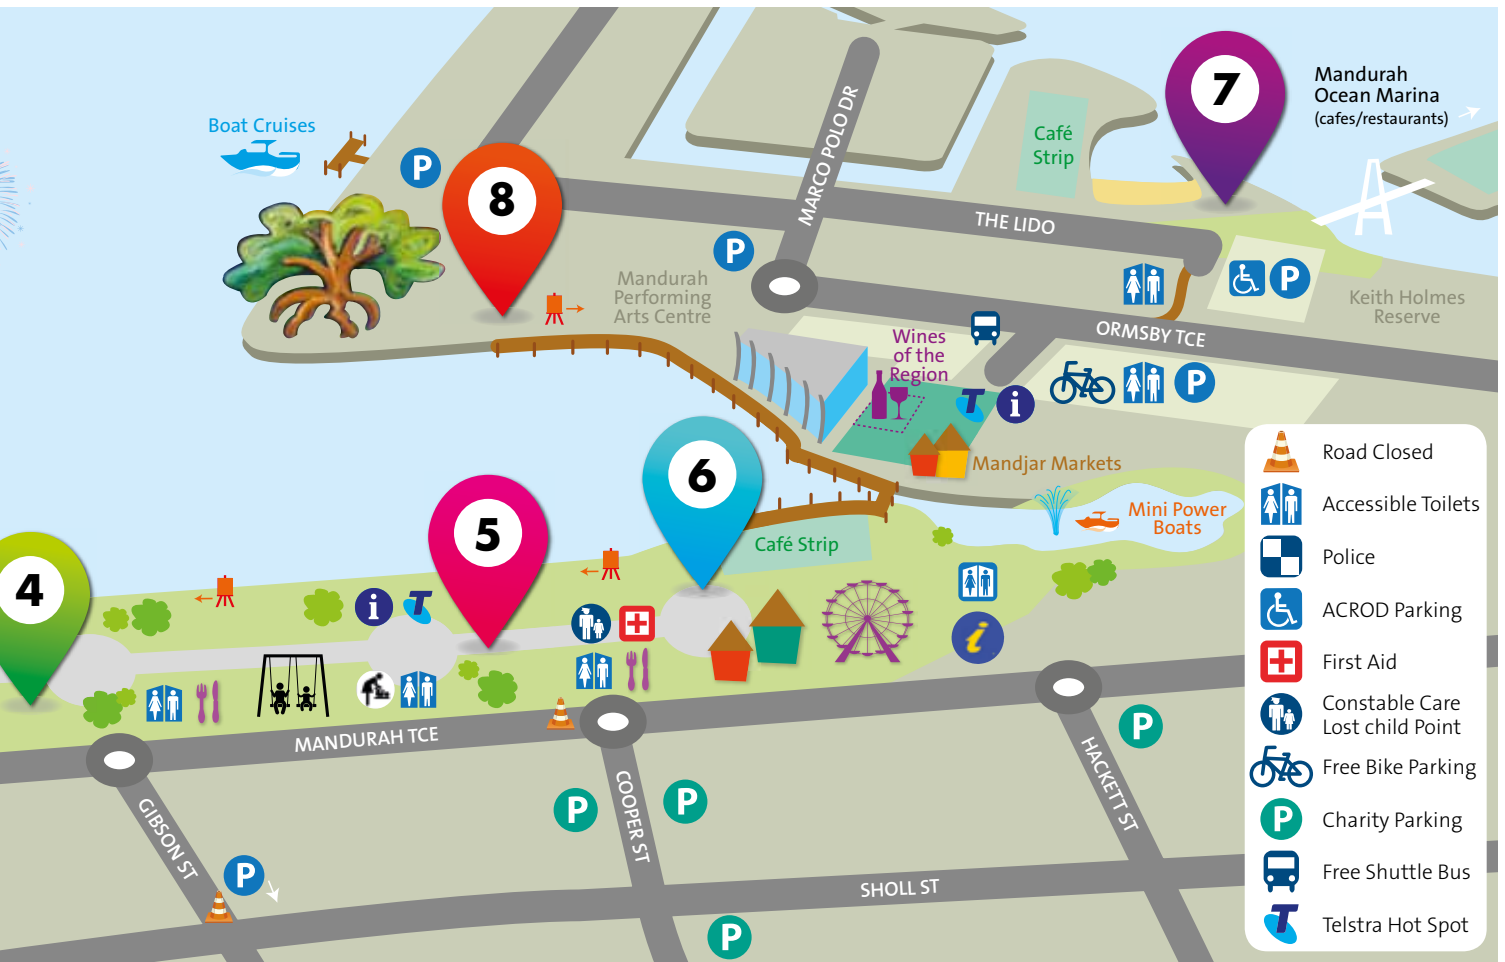 Boat Cruises
P
8
MARCO POLO DR
Café
Strip
7
Mandurah
Ocean Marina
(cafes/restaurants)
THE LIDO
P
Mandurah
Performing
Arts Centre
P
Keith Holmes
Reserve
ORMSBY TCE
Wines
of the
Region
T
i
P
Mandjar Markets
Mini Power
Boats
6
Café Strip
5
4
i
T
i
MANDURAH TCE
GIBSON ST
COOPER ST
HACKETT ST
P
P
P
P
SHOLL ST
P
Road Closed
Accessible Toilets
Police
ACROD Parking
First Aid
Constable Care
Lost child Point
Free Bike Parking
P
Charity Parking
Free Shuttle Bus
T
Telstra Hot Spot